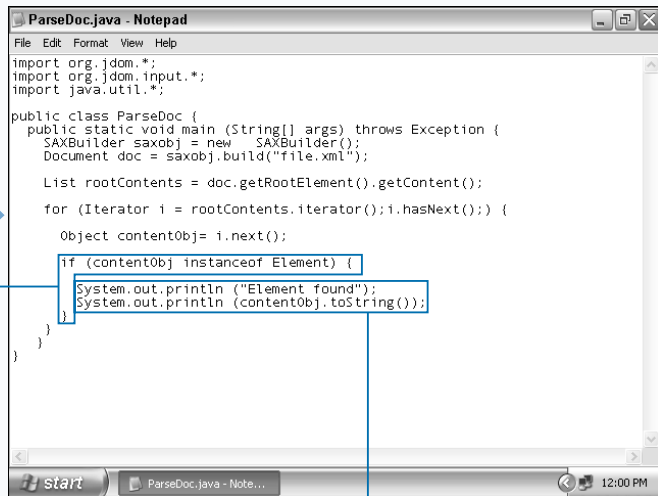 ParseDoc.java - Notepad
File Edit Format View Help
import org.jdom.*;
import org.jdom.input.*;
import java.util.*;
public class ParseDoc {
public static void main (String[] args) throws Exception {
SAXBuilder saxobj = new SAXBuilder();
Document doc = saxobj.build("file.xml");
List rootContents = doc.getRootElement().getContent();
for (Iterator i = rootContents.iterator();i.hasNext();) {
Object contentObj= i.next();
if (contentObj instanceof Element) {
System.out.println ("Element found");
System.out.println (contentObj.toString());
}
}
}
}
start ParseDoc.java - Note... 12:00 PM